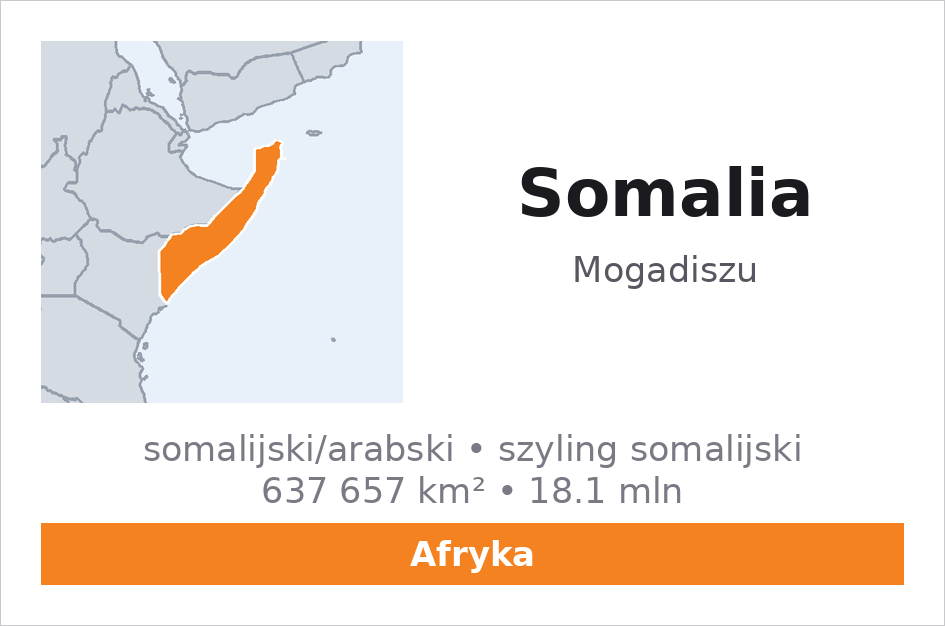 Somalia
Mogadiszu
somalijski/arabski • szyling somalijski
637 657 km² • 18.1 mln
Afryka